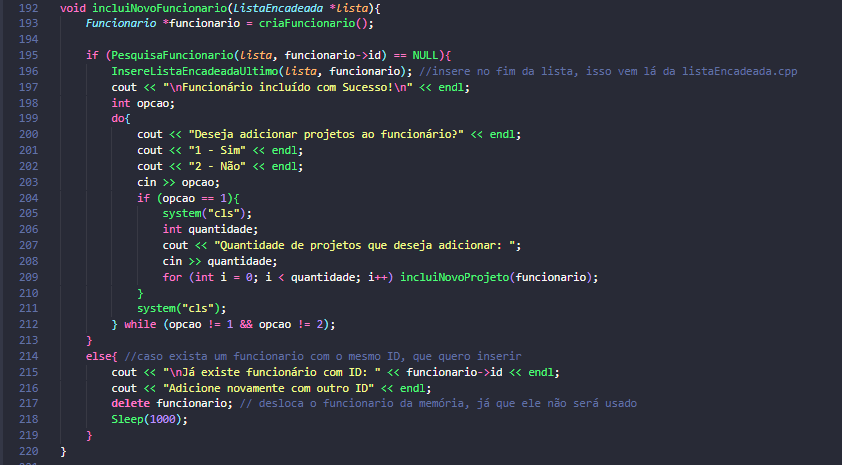 192 void incluiNovoFuncionario(ListaEncadeada *lista){
193 Funcionario *funcionario = criaFuncionario();
194
195 if (PesquisaFuncionario(lista, funcionario->id) == NULL){
196 InsereListaEncadeadaUltimo(lista, funcionario); //insere no fim da lista, isso vem lá da listaEncadeada.cpp
197 cout << "\nFuncionário incluído com Sucesso!\n" << endl;
198 int opcao;
199 do{
200 cout << "Deseja adicionar projetos ao funcionário?" << endl;
201 cout << "1 - Sim" << endl;
202 cout << "2 - Não" << endl;
203 cin >> opcao;
204 if (opcao == 1){
205 system("cls");
206 int quantidade;
207 cout << "Quantidade de projetos que deseja adicionar: ";
208 cin >> quantidade;
209 for (int i = 0; i < quantidade; i++) incluiNovoProjeto(funcionario);
210 }
211 system("cls");
212 } while (opcao != 1 && opcao != 2);
213 }
214 else{ //caso exista um funcionario com o mesmo ID, que quero inserir
215 cout << "\nJá existe funcionário com ID: " << funcionario->id << endl;
216 cout << "Adicione novamente com outro ID" << endl;
217 delete funcionario; // desloca o funcionario da memória, já que ele não será usado
218 Sleep(1000);
219 }
220 }